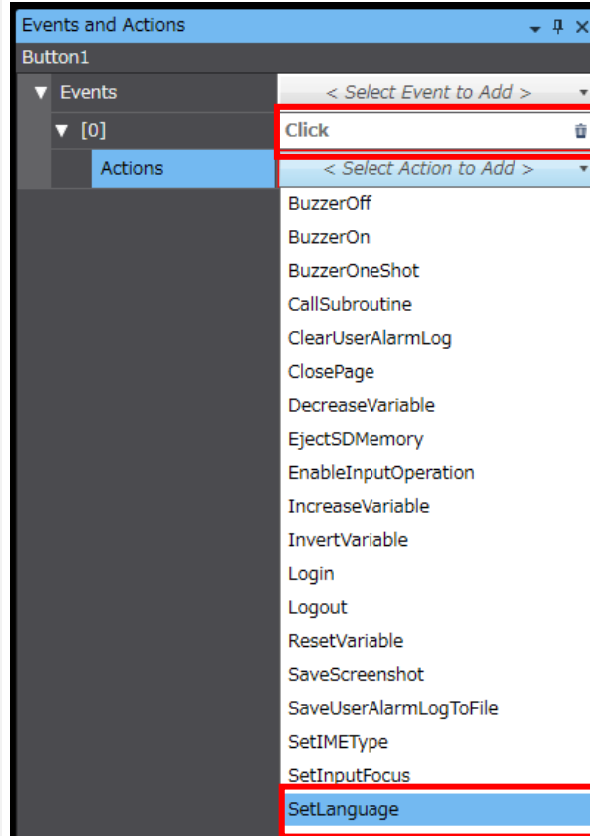 Events and Actions
Button1
Events < Select Event to Add >
[0] Click
Actions < Select Action to Add >
BuzzerOff
BuzzerOn
BuzzerOneShot
CallSubroutine
ClearUserAlarmLog
ClosePage
DecreaseVariable
EjectSDMemory
EnableInputOperation
IncreaseVariable
InvertVariable
Login
Logout
ResetVariable
SaveScreenshot
SaveUserAlarmLogToFile
SetIMEType
SetInputFocus
SetLanguage